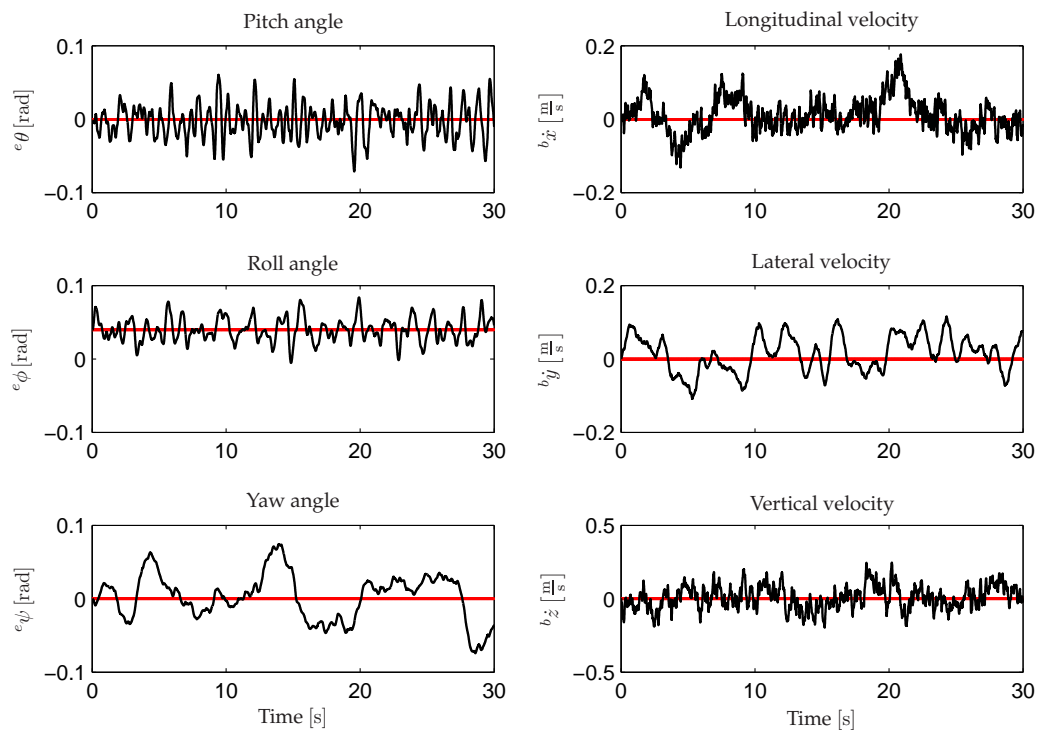 Pitch angle
0.1
0
−0.1
ᵉθ [rad]
0 10 20 30
Longitudinal velocity
0.2
0
−0.2
ᵇẋ [m/s]
0 10 20 30
Roll angle
0.1
0
−0.1
ᵉϕ [rad]
0 10 20 30
Lateral velocity
0.2
0
−0.2
ᵇẏ [m/s]
0 10 20 30
Yaw angle
0.1
0
−0.1
ᵉψ [rad]
0 10 20 30
Time [s]
Vertical velocity
0.5
0
−0.5
ᵇż [m/s]
0 10 20 30
Time [s]